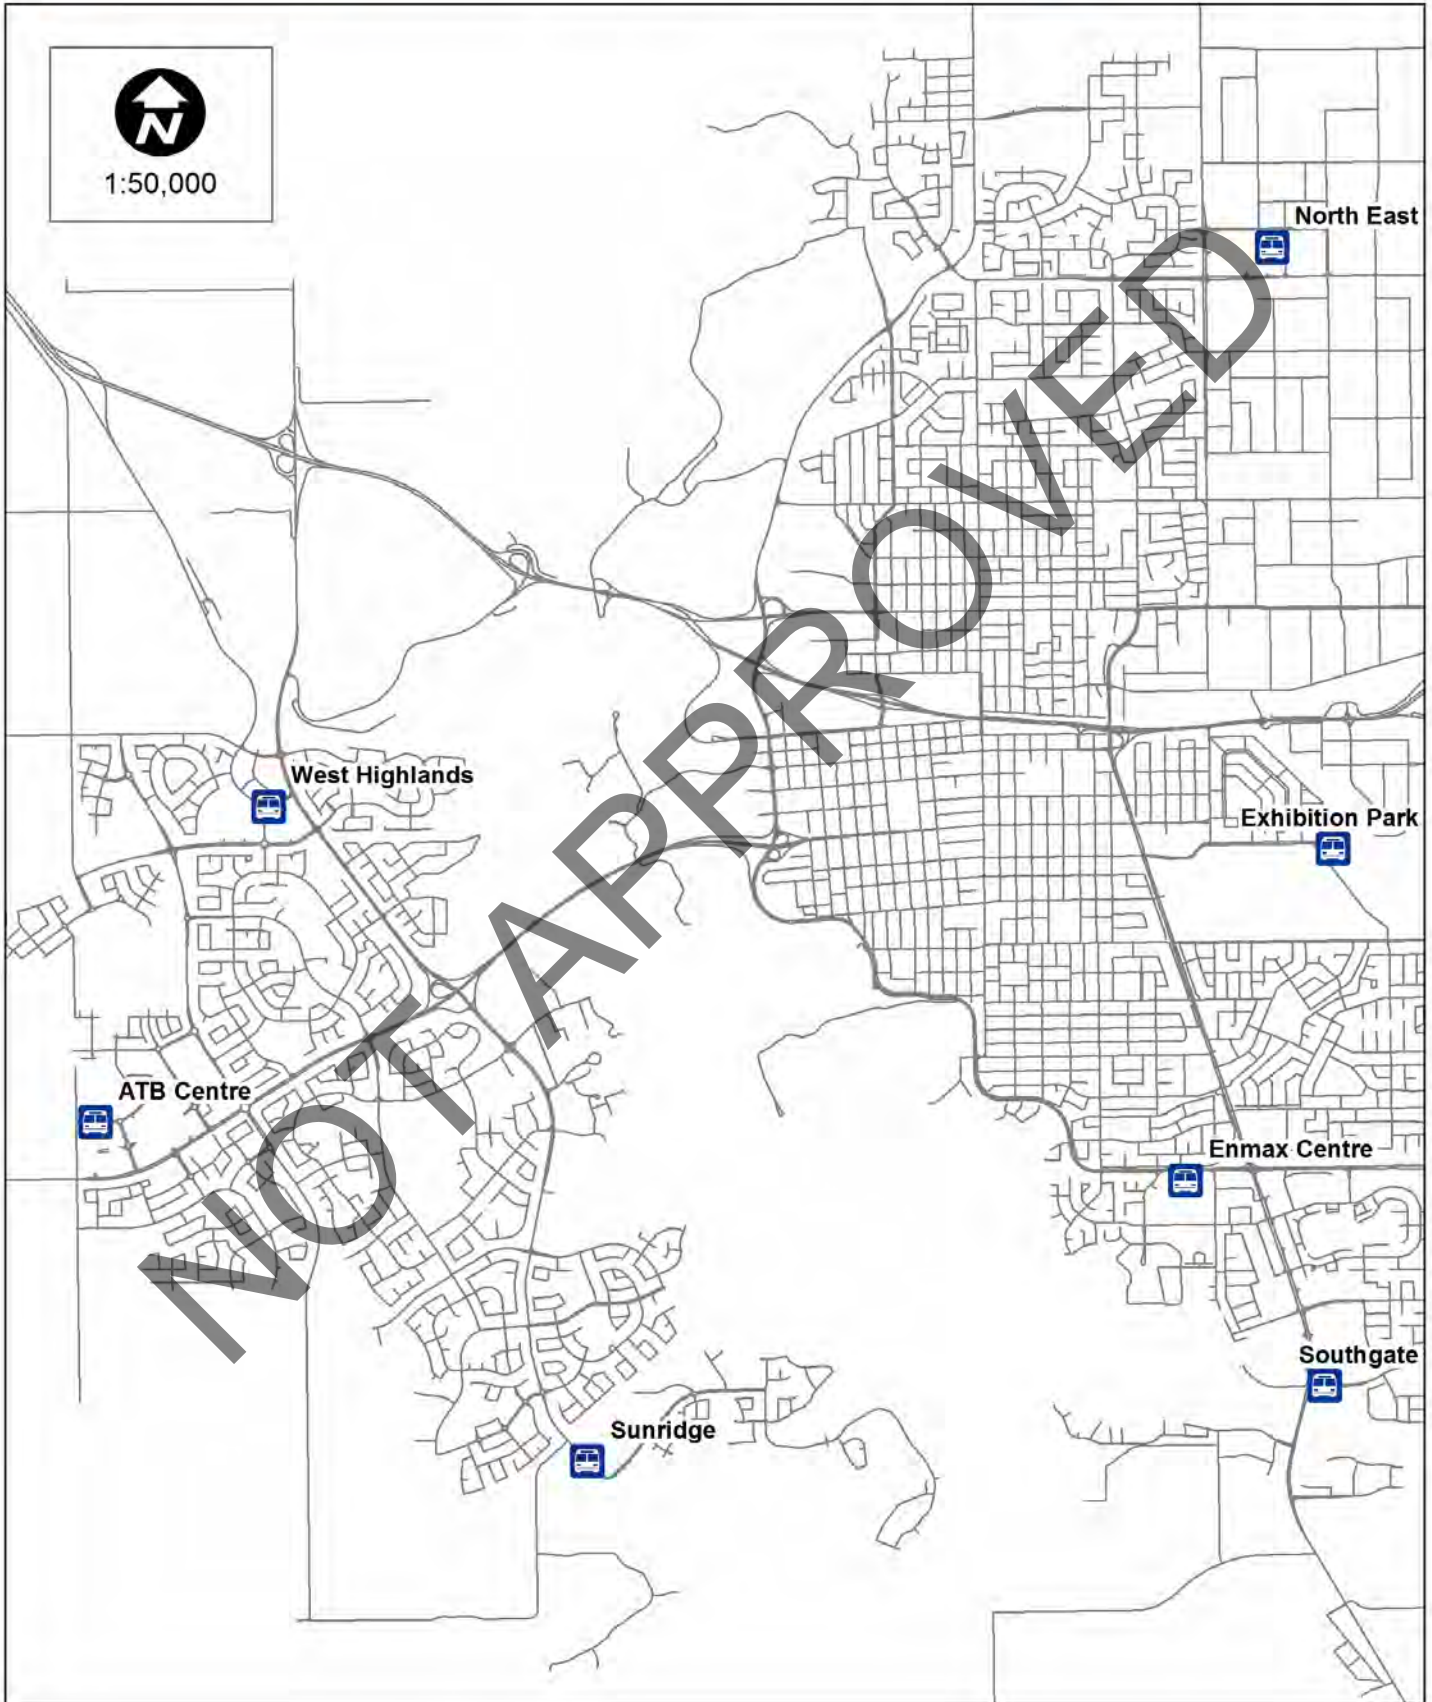 N
1:50,000
North East
West Highlands
Exhibition Park
ATB Centre
Enmax Centre
Southgate
Sunridge
NOT APPROVED